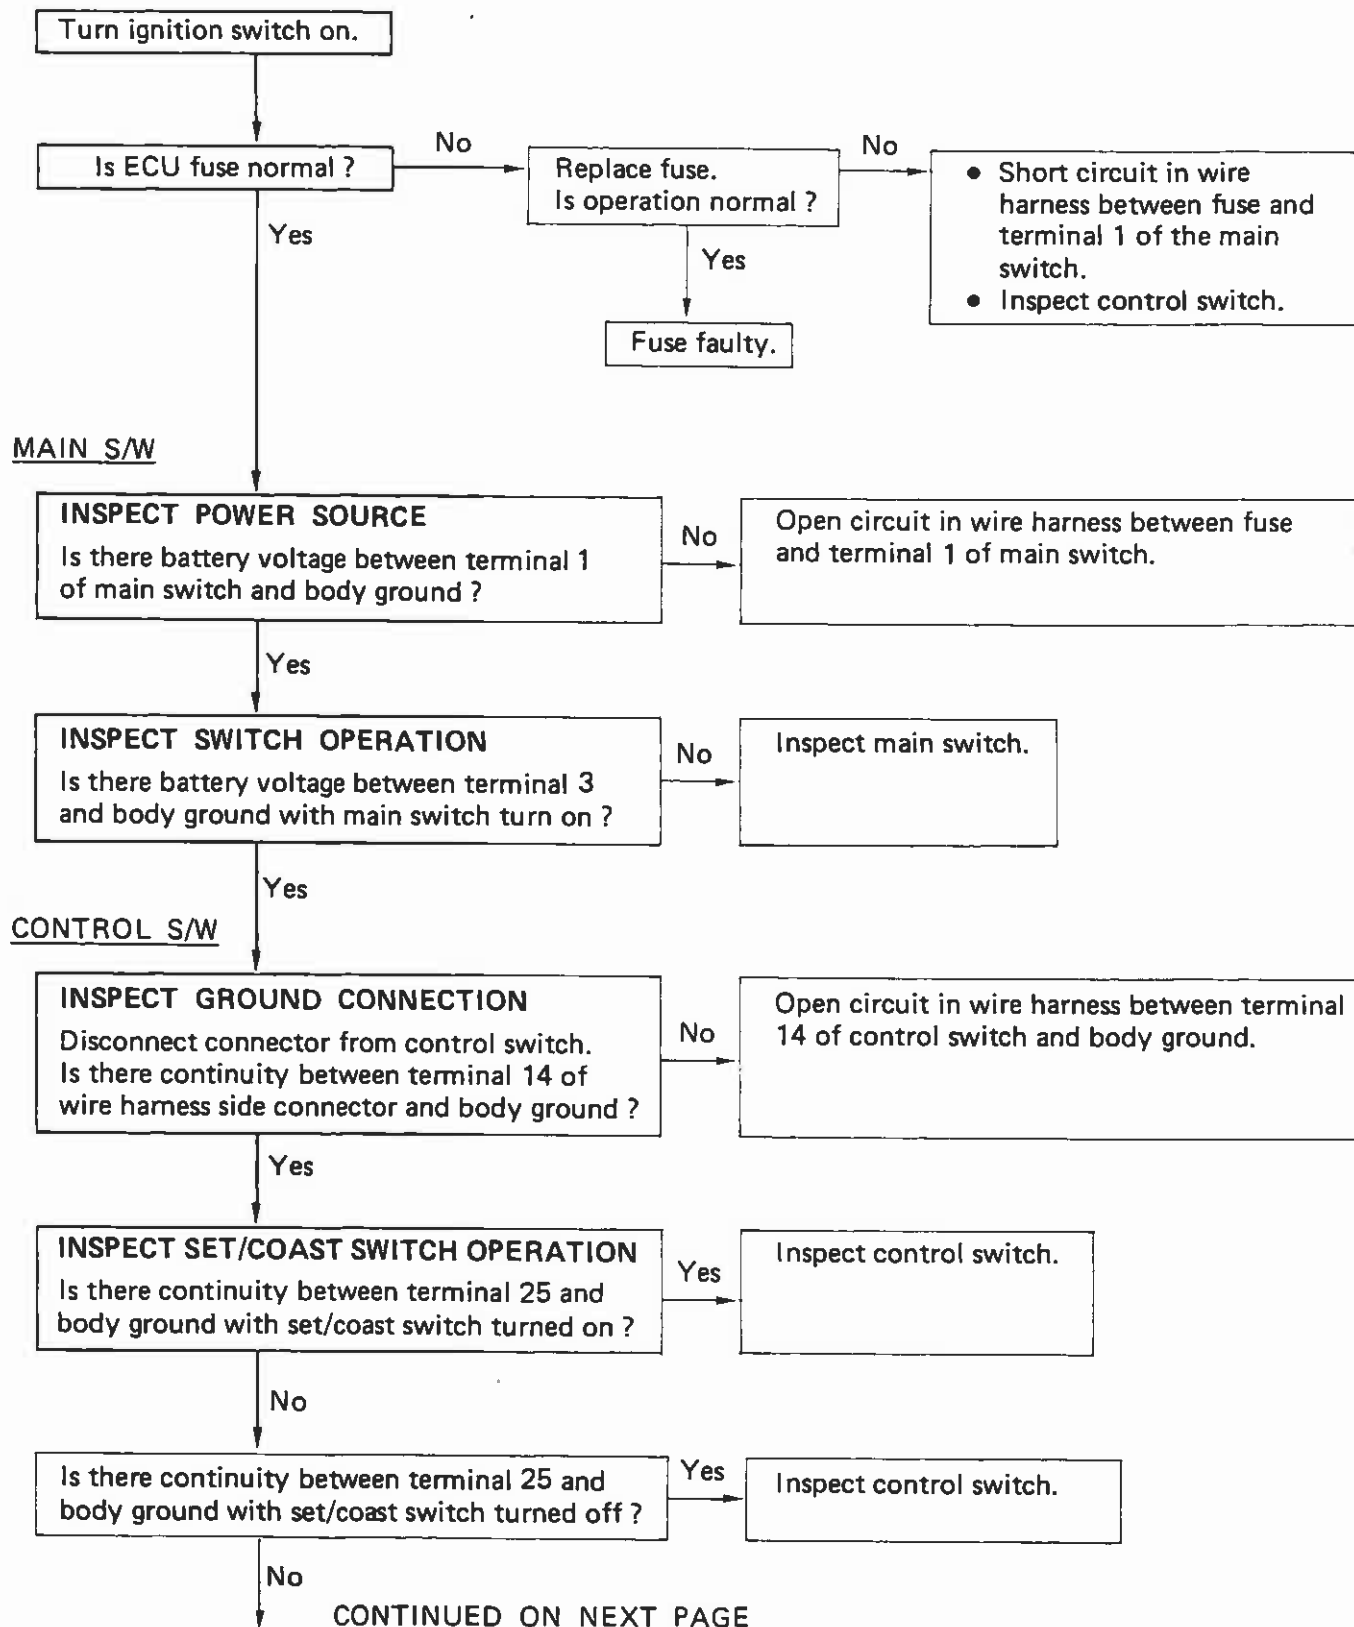 Turn ignition switch on.
Is ECU fuse normal ?
No
Replace fuse.
Is operation normal ?
No
• Short circuit in wire
harness between fuse and
terminal 1 of the main
switch.
• Inspect control switch.
Yes
Yes
Fuse faulty.
MAIN S/W
INSPECT POWER SOURCE
Is there battery voltage between terminal 1
of main switch and body ground ?
No
Open circuit in wire harness between fuse
and terminal 1 of main switch.
Yes
INSPECT SWITCH OPERATION
Is there battery voltage between terminal 3
and body ground with main switch turn on ?
No
Inspect main switch.
Yes
CONTROL S/W
INSPECT GROUND CONNECTION
Disconnect connector from control switch.
Is there continuity between terminal 14 of
wire harness side connector and body ground ?
No
Open circuit in wire harness between terminal
14 of control switch and body ground.
Yes
INSPECT SET/COAST SWITCH OPERATION
Is there continuity between terminal 25 and
body ground with set/coast switch turned on ?
Yes
Inspect control switch.
No
Is there continuity between terminal 25 and
body ground with set/coast switch turned off ?
Yes
Inspect control switch.
No
CONTINUED ON NEXT PAGE